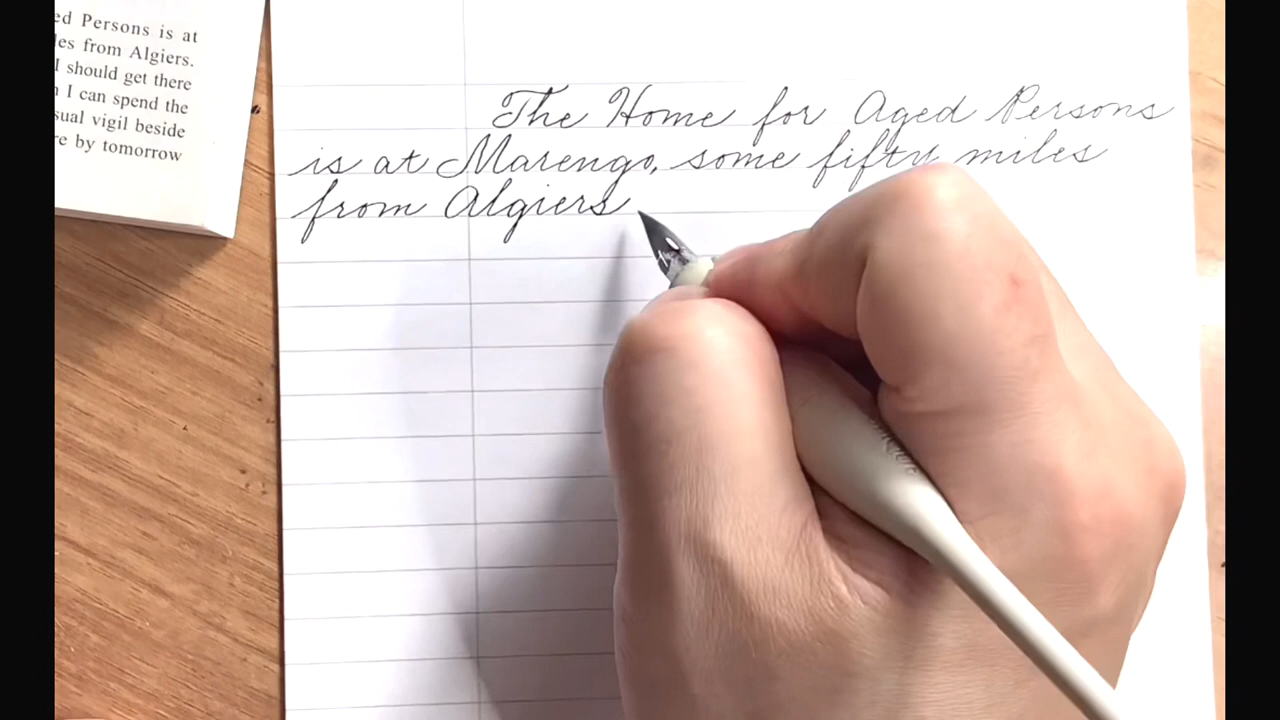 ed Persons is at
les from Algiers.
I should get there
I can spend the
sual vigil beside
re by tomorrow
The Home for Aged Persons
is at Marengo, some fifty miles
from Algiers